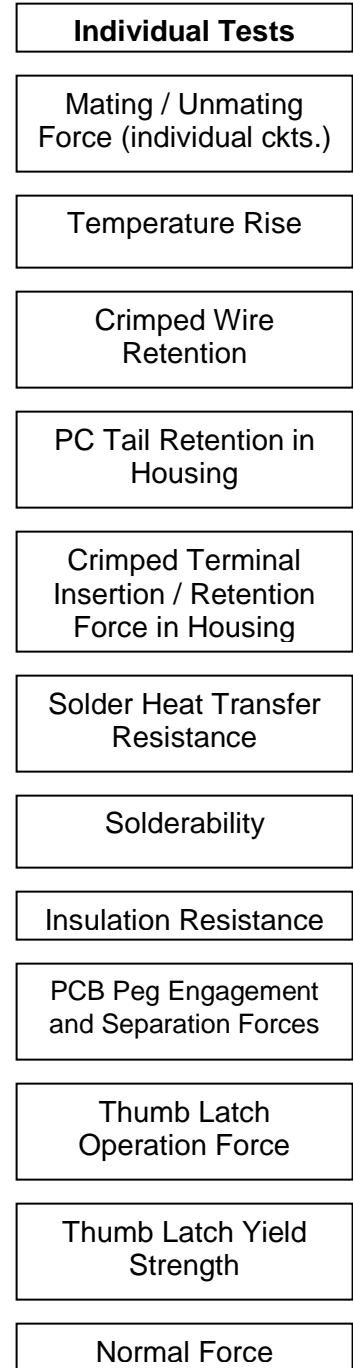 Individual Tests
Mating / Unmating
Force (individual ckts.)
Temperature Rise
Crimped Wire
Retention
PC Tail Retention in
Housing
Crimped Terminal
Insertion / Retention
Force in Housing
Solder Heat Transfer
Resistance
Solderability
Insulation Resistance
PCB Peg Engagement
and Separation Forces
Thumb Latch
Operation Force
Thumb Latch Yield
Strength
Normal Force